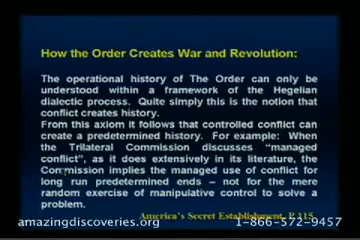 How the Order Creates War and Revolution:
The operational history of The Order can only be
understood within a framework of the Hegelian
dialectic process. Quite simply this is the notion that
conflict creates history.
From this axiom it follows that controlled conflict can
create a predetermined history. For example: When
the Trilateral Commission discusses "managed
conflict", as it does extensively in its literature, the
Commission implies the managed use of conflict for
long run predetermined ends – not for the mere
random exercise of manipulative control to solve a
problem.
America's Secret Establishment, P.115
amazingdiscoveries.org 1-866-572-9457